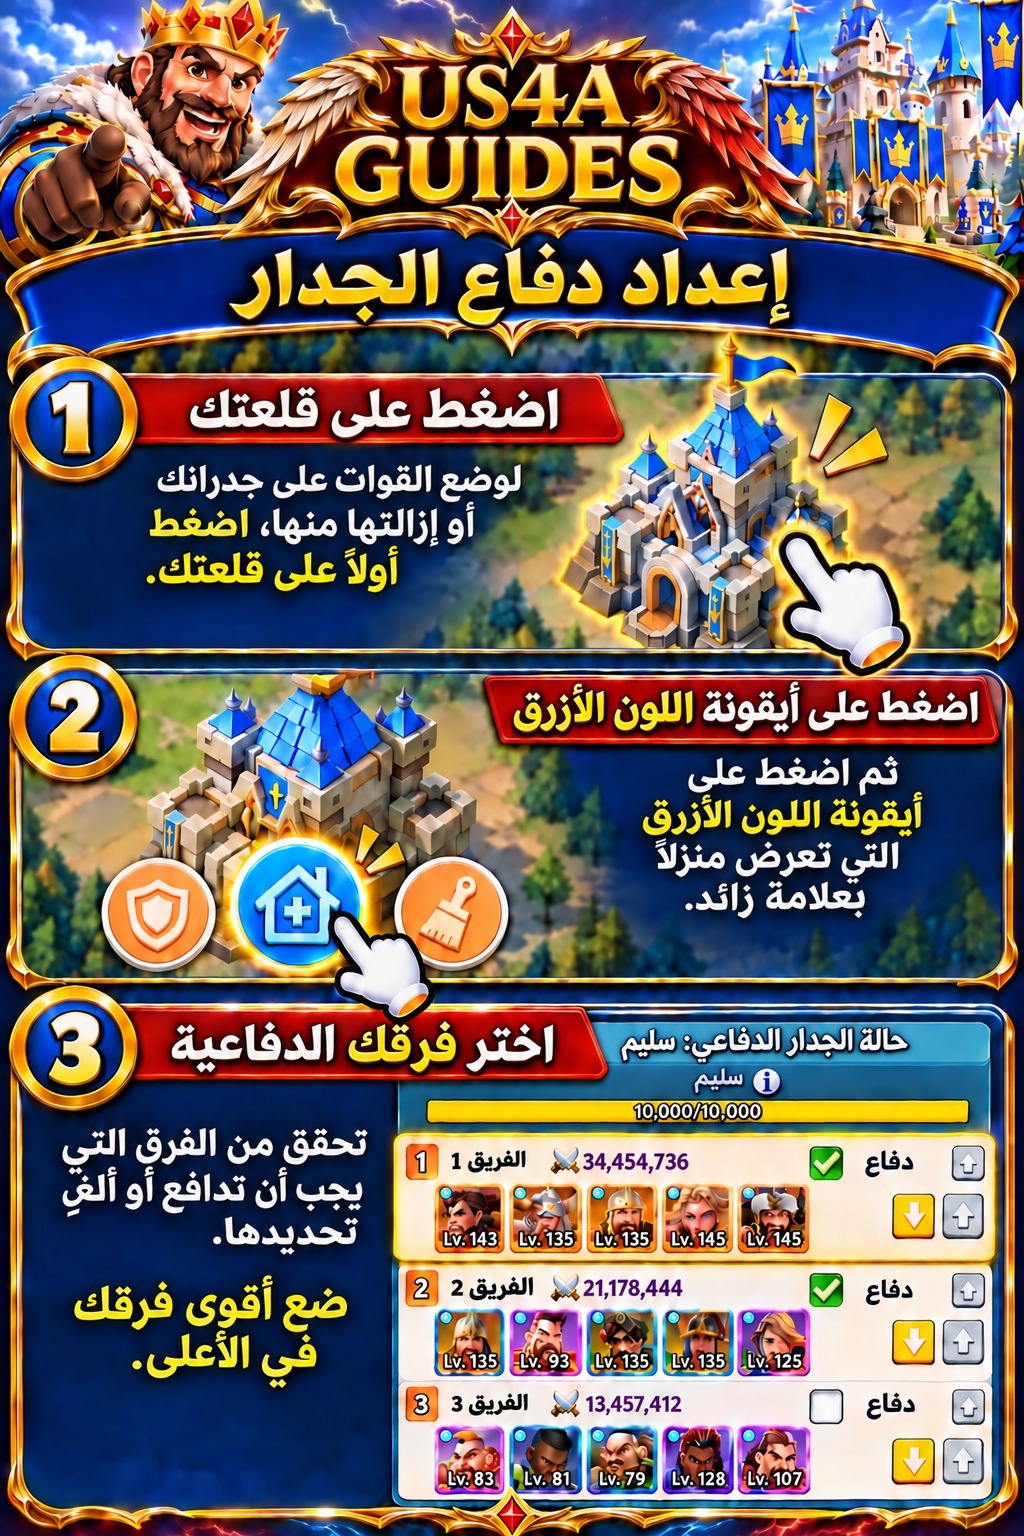 US4A
GUIDES
إعداد دفاع الجدار
1
اضغط على قلعتك
لوضع القوات على جدرانك
أو إزالتها منها، اضغط
أولاً على قلعتك.
2
اضغط على أيقونة اللون الأزرق
ثم اضغط على
أيقونة اللون الأزرق
التي تعرض منزلاً
بعلامة زائد.
3
اختر فرقك الدفاعية
تحقق من الفرق التي
يجب أن تدافع أو ألغِ
تحديدها.
ضع أقوى فرقك
في الأعلى.
حالة الجدار الدفاعي: سليم
سليم
10,000/10,000
1 الفريق 1 34,454,736 دفاع
Lv. 143 Lv. 135 Lv. 135 Lv. 145 Lv. 145
2 الفريق 2 21,178,444 دفاع
Lv. 135 Lv. 93 Lv. 135 Lv. 135 Lv. 125
3 الفريق 3 13,457,412 دفاع
Lv. 83 Lv. 81 Lv. 79 Lv. 128 Lv. 107